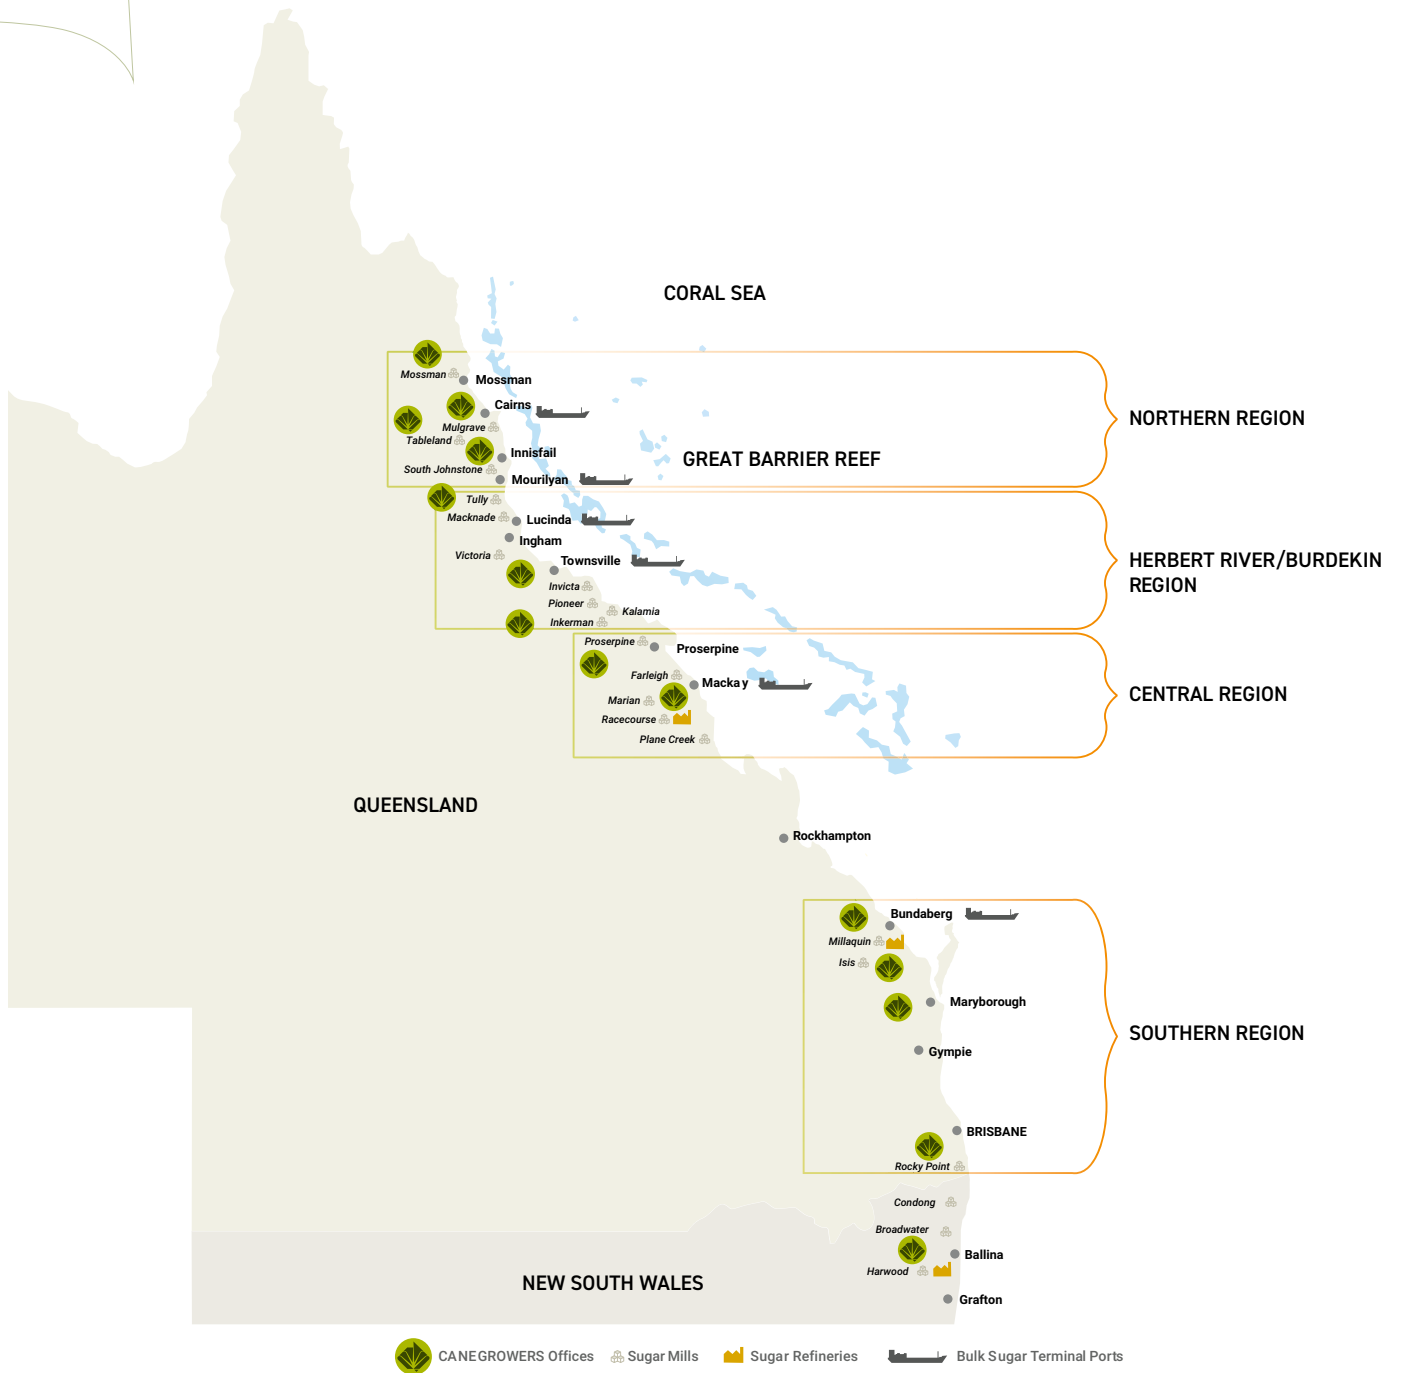 CORAL SEA
Mossman
Mossman
Cairns
Mulgrave
Tableland
NORTHERN REGION
Innisfail
GREAT BARRIER REEF
South Johnstone
Mourilyan
Tully
Macknade
Lucinda
Ingham
Victoria
Townsville
HERBERT RIVER/BURDEKIN
REGION
Invicta
Pioneer
Kalamia
Inkerman
Proserpine
Proserpine
Farleigh
Mackay
CENTRAL REGION
Marian
Racecourse
Plane Creek
QUEENSLAND
Rockhampton
Bundaberg
Millaquin
Isis
Maryborough
SOUTHERN REGION
Gympie
BRISBANE
Rocky Point
Condong
Broadwater
Ballina
Harwood
NEW SOUTH WALES
Grafton
CANEGROWERS Offices Sugar Mills Sugar Refineries Bulk Sugar Terminal Ports